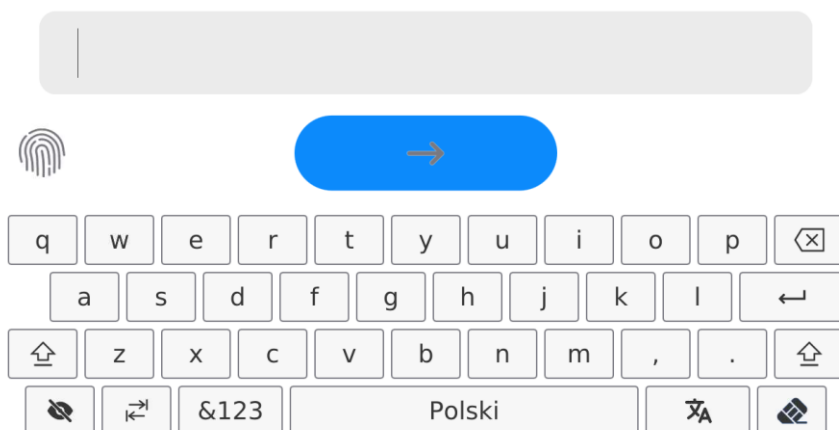 q w e r t y u i o p
a s d f g h j k l
z x c v b n m , .
&123 Polski